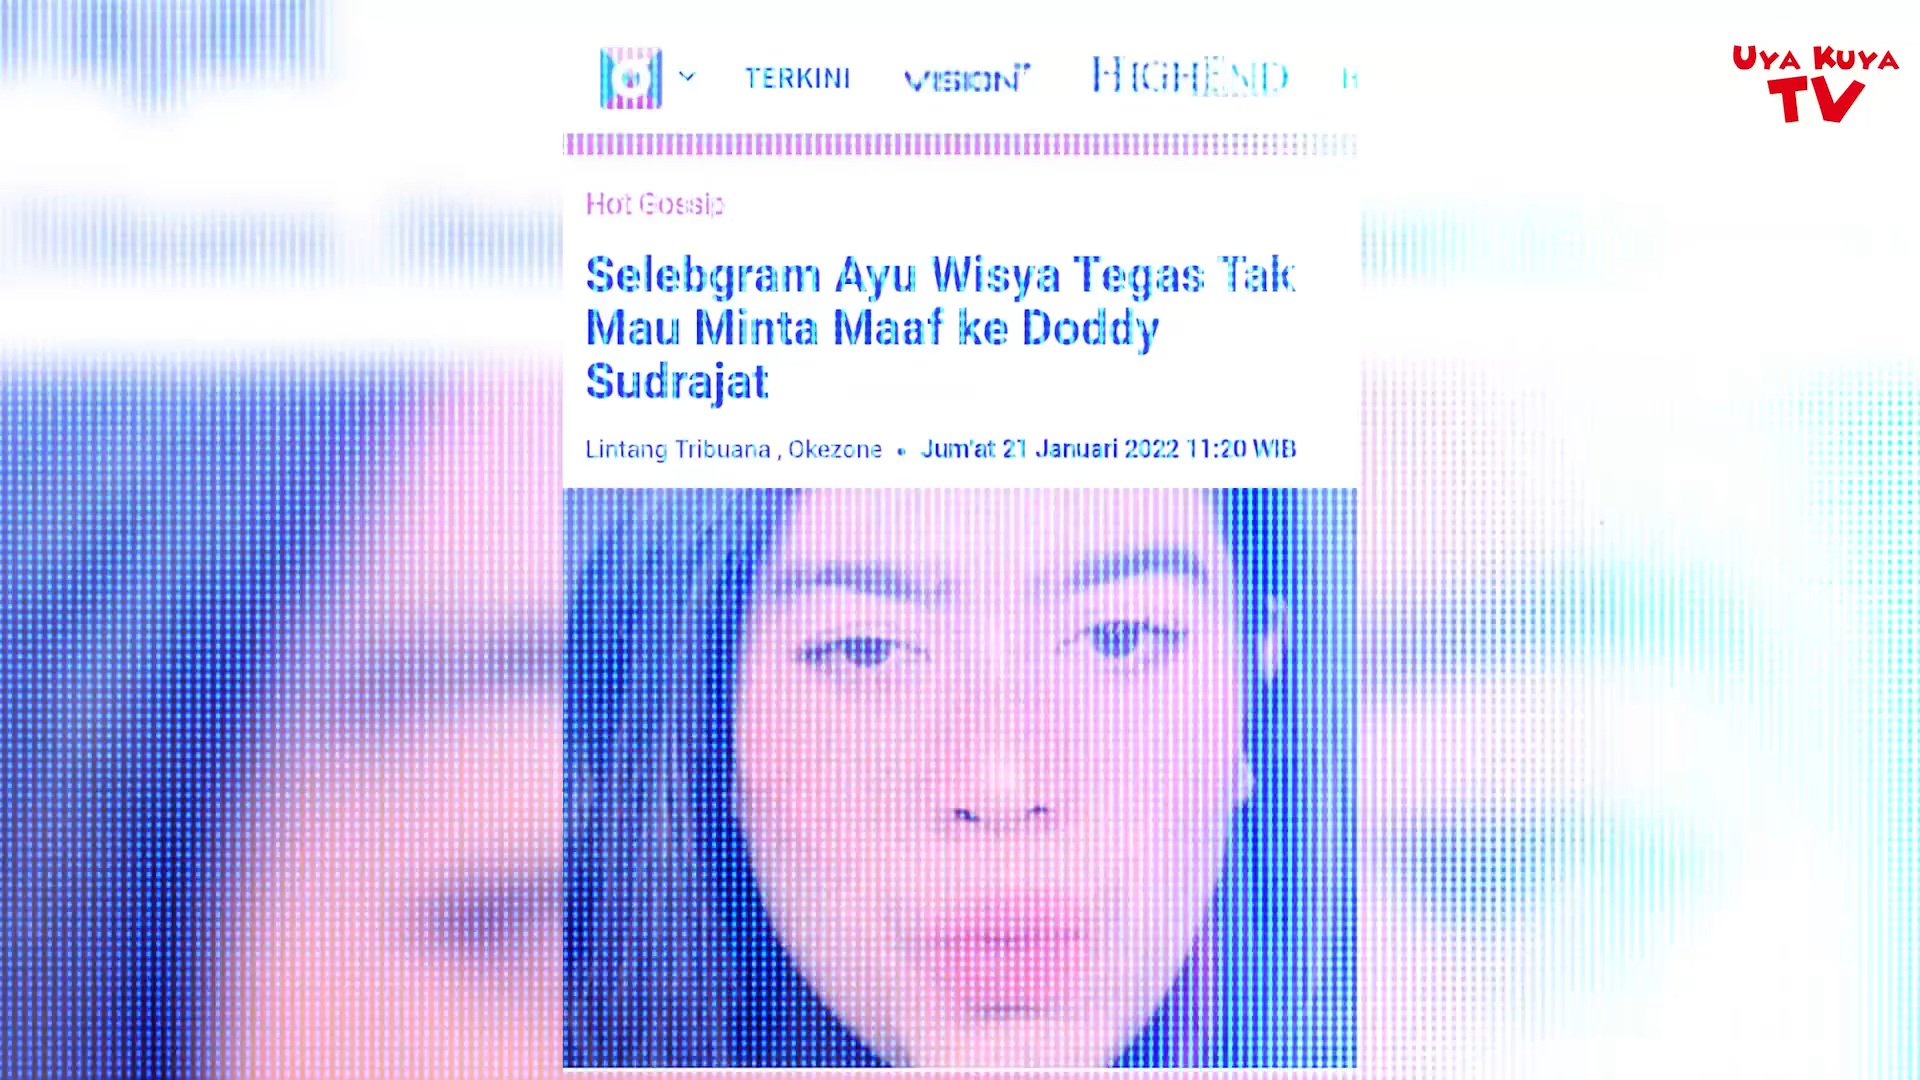 UYA KUYA
TV
TERKINI VISION+ HIGHEND
Hot Gossip
Selebgram Ayu Wisya Tegas Tak
Mau Minta Maaf ke Doddy
Sudrajat
Lintang Tribuana , Okezone • Jum'at 21 Januari 2022 11:20 WIB